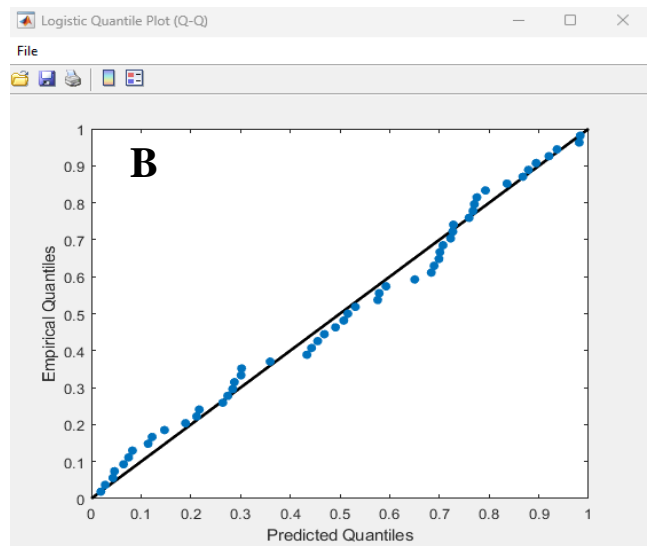 Logistic Quantile Plot (Q-Q)
File
B
1
0.9
0.8
0.7
0.6
0.5
0.4
0.3
0.2
0.1
0
Empirical Quantiles
0 0.1 0.2 0.3 0.4 0.5 0.6 0.7 0.8 0.9 1
Predicted Quantiles